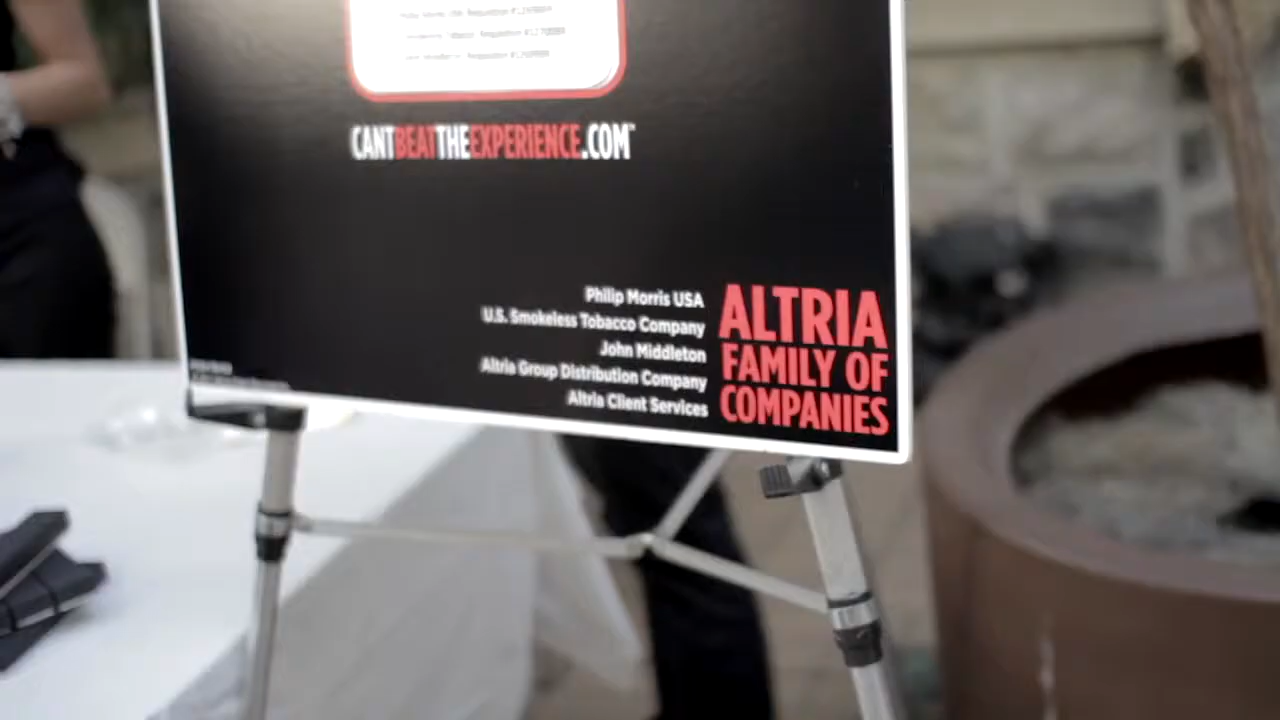 CANTBEATTHEEXPERIENCE.COM™
Philip Morris USA
U.S. Smokeless Tobacco Company
John Middleton
Altria Group Distribution Company
Altria Client Services
ALTRIA
FAMILY OF
COMPANIES